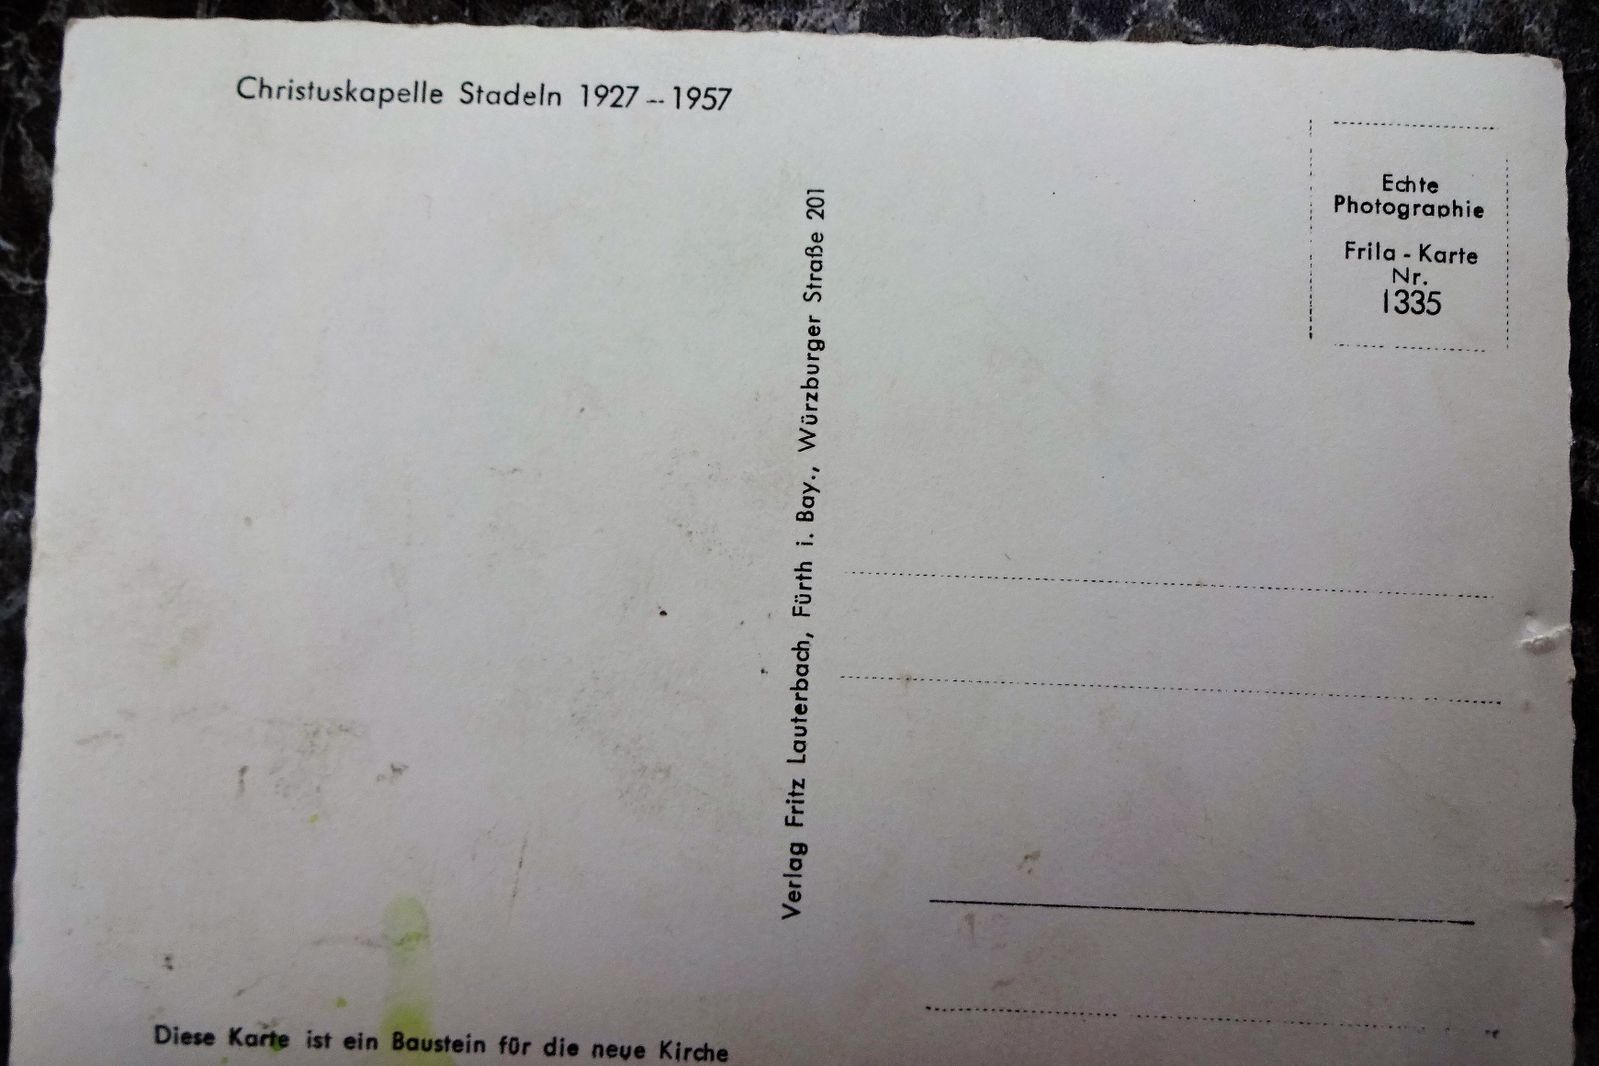 Christuskapelle Stadeln 1927 -- 1957
Echte
Photographie
Frila - Karte
Nr.
1335
Verlag Fritz Lauterbach, Fürth i. Bay., Würzburger Straße 201
Diese Karte ist ein Baustein für die neue Kirche